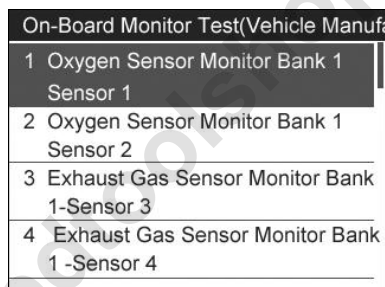 On-Board Monitor Test(Vehicle Manufa
1 Oxygen Sensor Monitor Bank 1
Sensor 1
2 Oxygen Sensor Monitor Bank 1
Sensor 2
3 Exhaust Gas Sensor Monitor Bank
1-Sensor 3
4 Exhaust Gas Sensor Monitor Bank
1 -Sensor 4